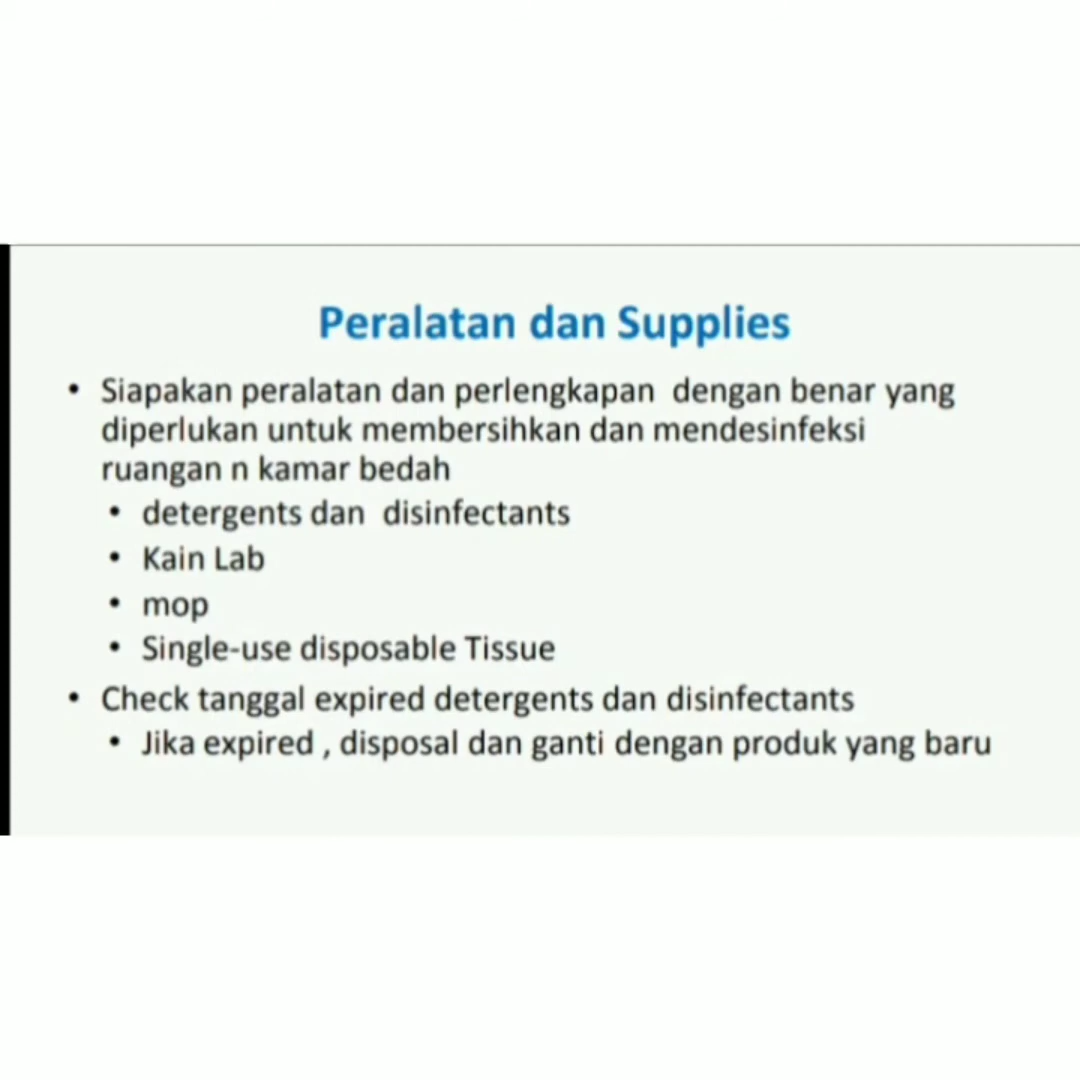 Peralatan dan Supplies
• Siapakan peralatan dan perlengkapan dengan benar yang
diperlukan untuk membersihkan dan mendesinfeksi
ruangan n kamar bedah
• detergents dan disinfectants
• Kain Lab
• mop
• Single-use disposable Tissue
• Check tanggal expired detergents dan disinfectants
• Jika expired , disposal dan ganti dengan produk yang baru